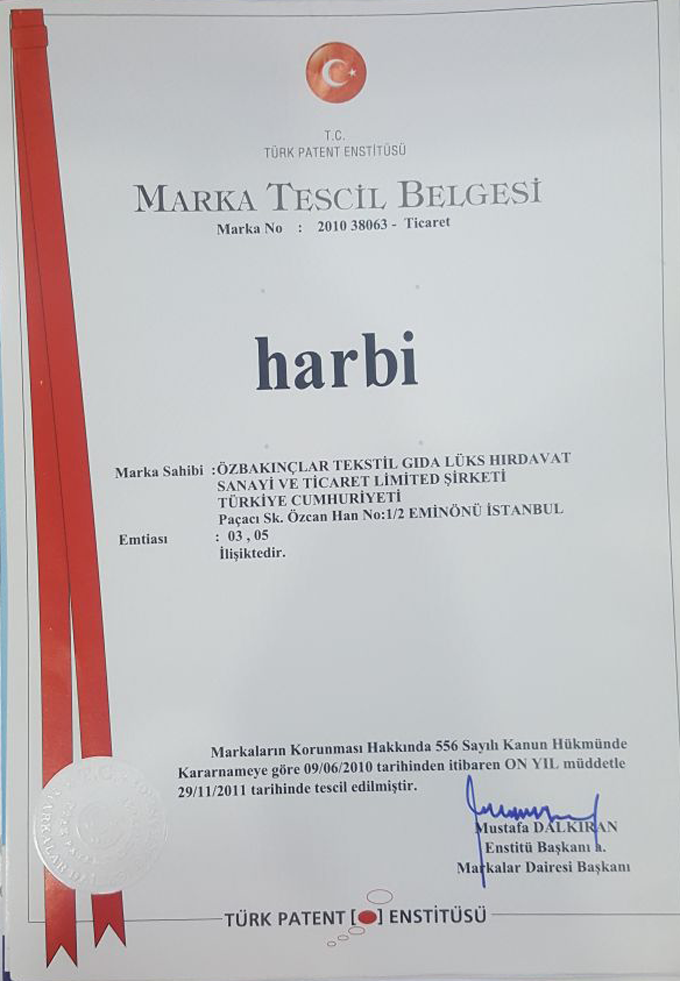 T.C.
TÜRK PATENT ENSTİTÜSÜ
MARKA TESCİL BELGESİ
Marka No : 2010 38063 - Ticaret
harbi
Marka Sahibi :ÖZBAKINÇLAR TEKSTİL GIDA LÜKS HIRDAVAT
SANAYİ VE TİCARET LİMİTED ŞİRKETİ
TÜRKİYE CUMHURİYETİ
Paçacı Sk. Özcan Han No:1/2 EMİNÖNÜ İSTANBUL
Emtiası : 03 , 05
İlişiktedir.
Markaların Korunması Hakkında 556 Sayılı Kanun Hükmünde
Kararnameye göre 09/06/2010 tarihinden itibaren ON YIL müddetle
29/11/2011 tarihinde tescil edilmiştir.
Mustafa DALKIRAN
Enstitü Başkanı a.
Markalar Dairesi Başkanı
TÜRK PATENT [ ] ENSTİTÜSÜ